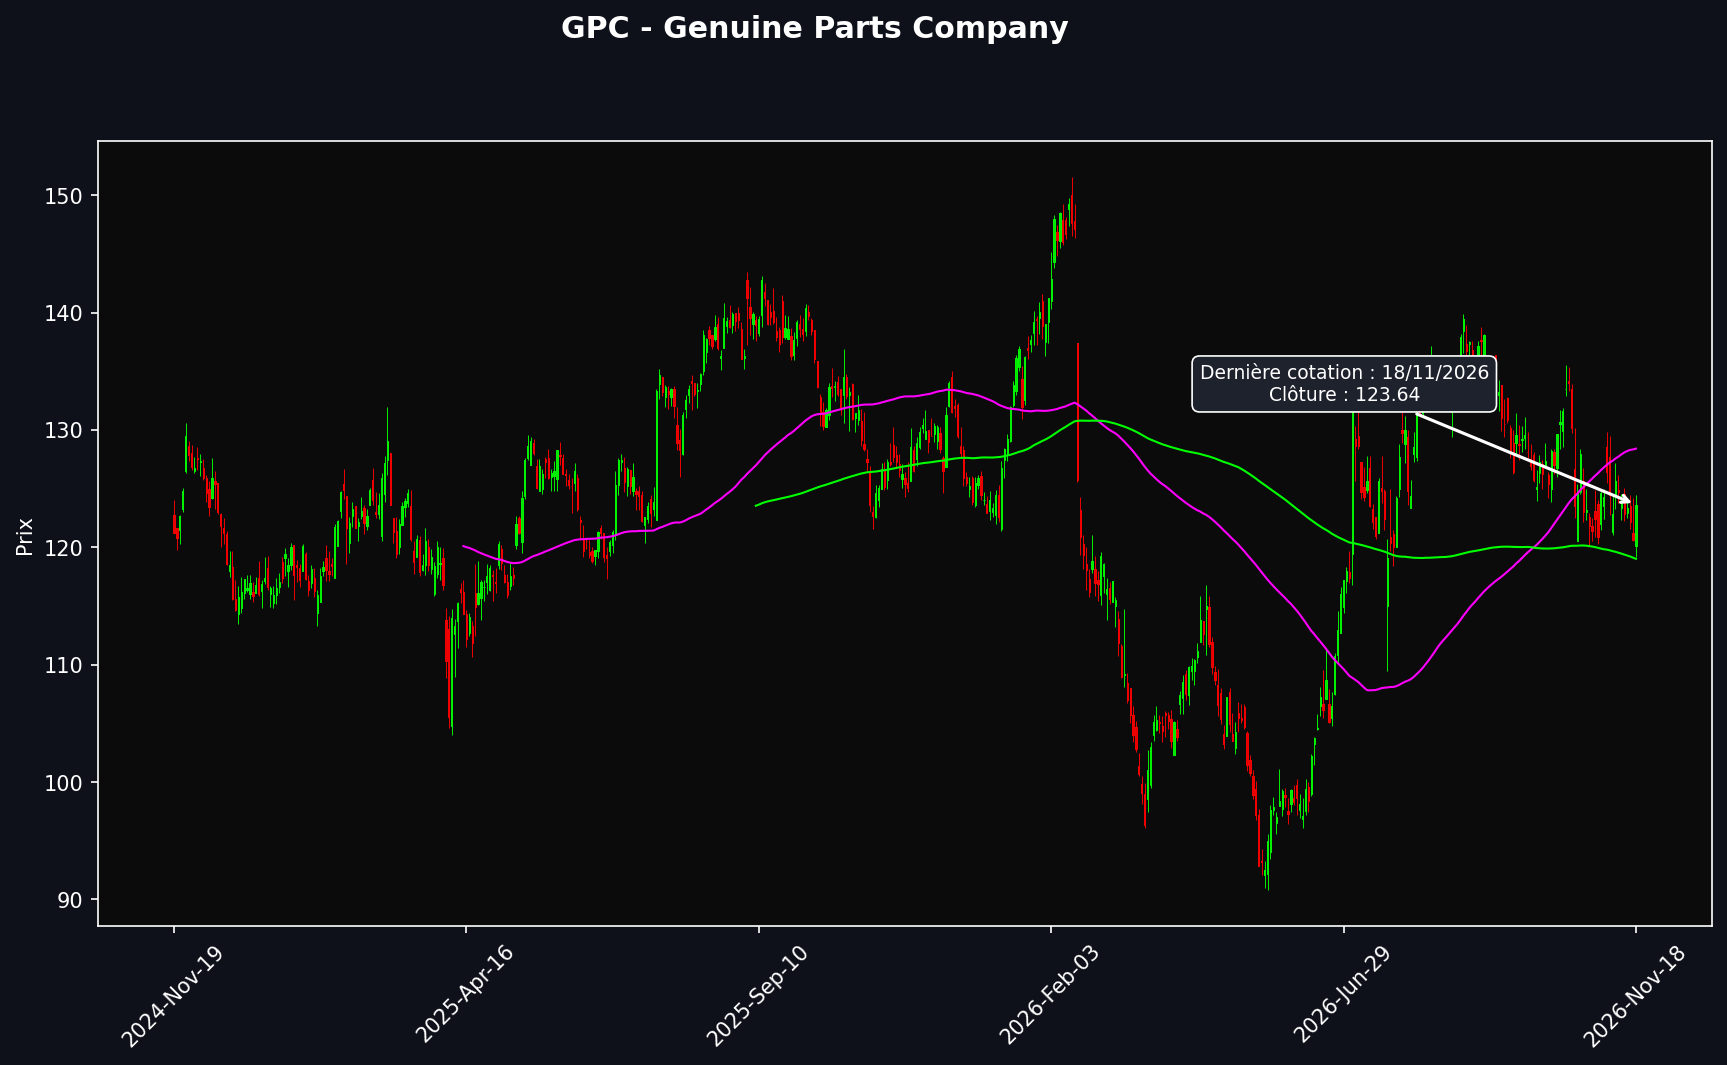 GPC - Genuine Parts Company
150
140
130
120
110
100
90
Prix
Dernière cotation : 18/11/2026
Clôture : 123.64
2024-Nov-19
2025-Apr-16
2025-Sep-10
2026-Feb-03
2026-Jun-29
2026-Nov-18